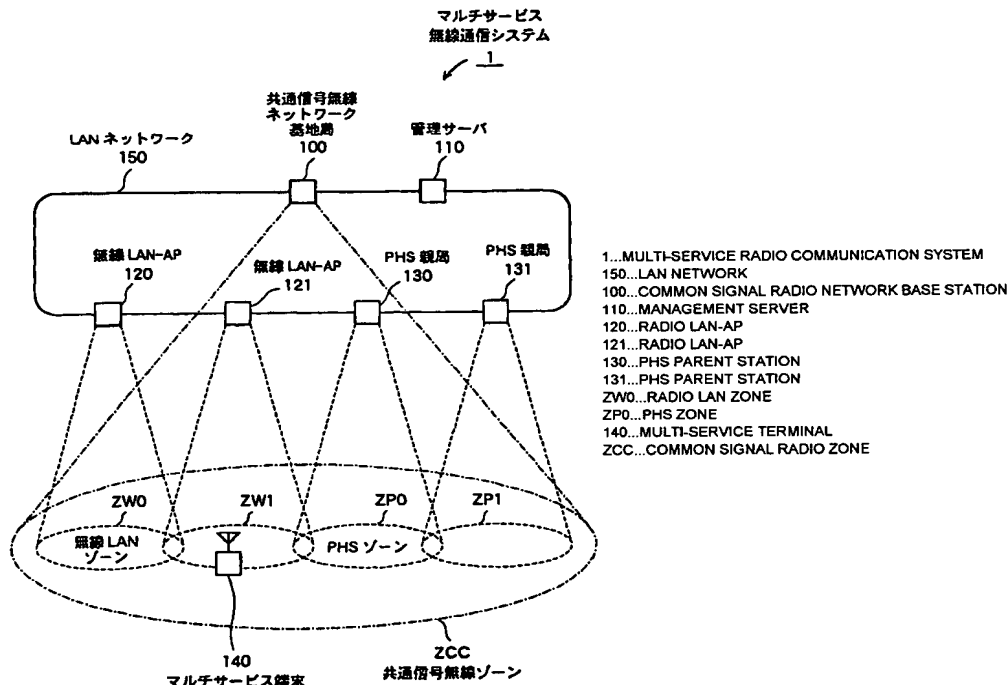 マルチサービス
無線通信システム
1
共通信号無線
ネットワーク
基地局
100
管理サーバ
110
LAN ネットワーク
150
無線 LAN-AP
120
無線 LAN-AP
121
PHS 親局
130
PHS 親局
131
1...MULTI-SERVICE RADIO COMMUNICATION SYSTEM
150...LAN NETWORK
100...COMMON SIGNAL RADIO NETWORK BASE STATION
110...MANAGEMENT SERVER
120...RADIO LAN-AP
121...RADIO LAN-AP
130...PHS PARENT STATION
131...PHS PARENT STATION
ZW0...RADIO LAN ZONE
ZP0...PHS ZONE
140...MULTI-SERVICE TERMINAL
ZCC...COMMON SIGNAL RADIO ZONE
ZW0
ZW1
ZP0
ZP1
無線 LAN
ゾーン
PHS ゾーン
140
マルチサービス端末
ZCC
共通信号無線ゾーン